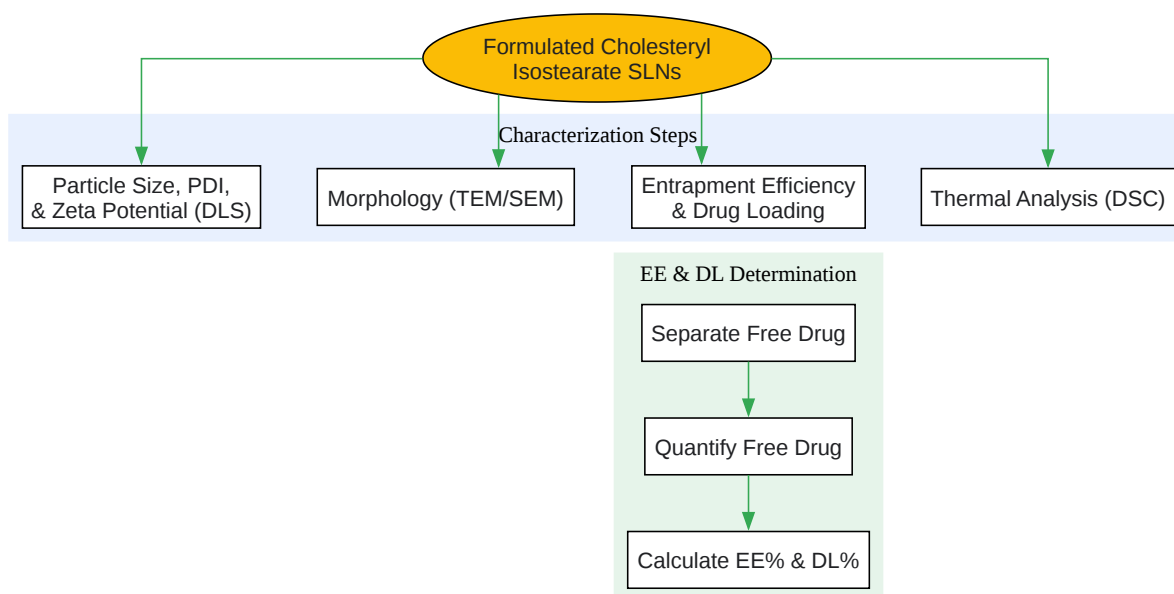 Formulated Cholesteryl
Isostearate SLNs
Characterization Steps
Particle Size, PDI,
& Zeta Potential (DLS)
Morphology (TEM/SEM)
Entrapment Efficiency
& Drug Loading
Thermal Analysis (DSC)
EE & DL Determination
Separate Free Drug
Quantify Free Drug
Calculate EE% & DL%